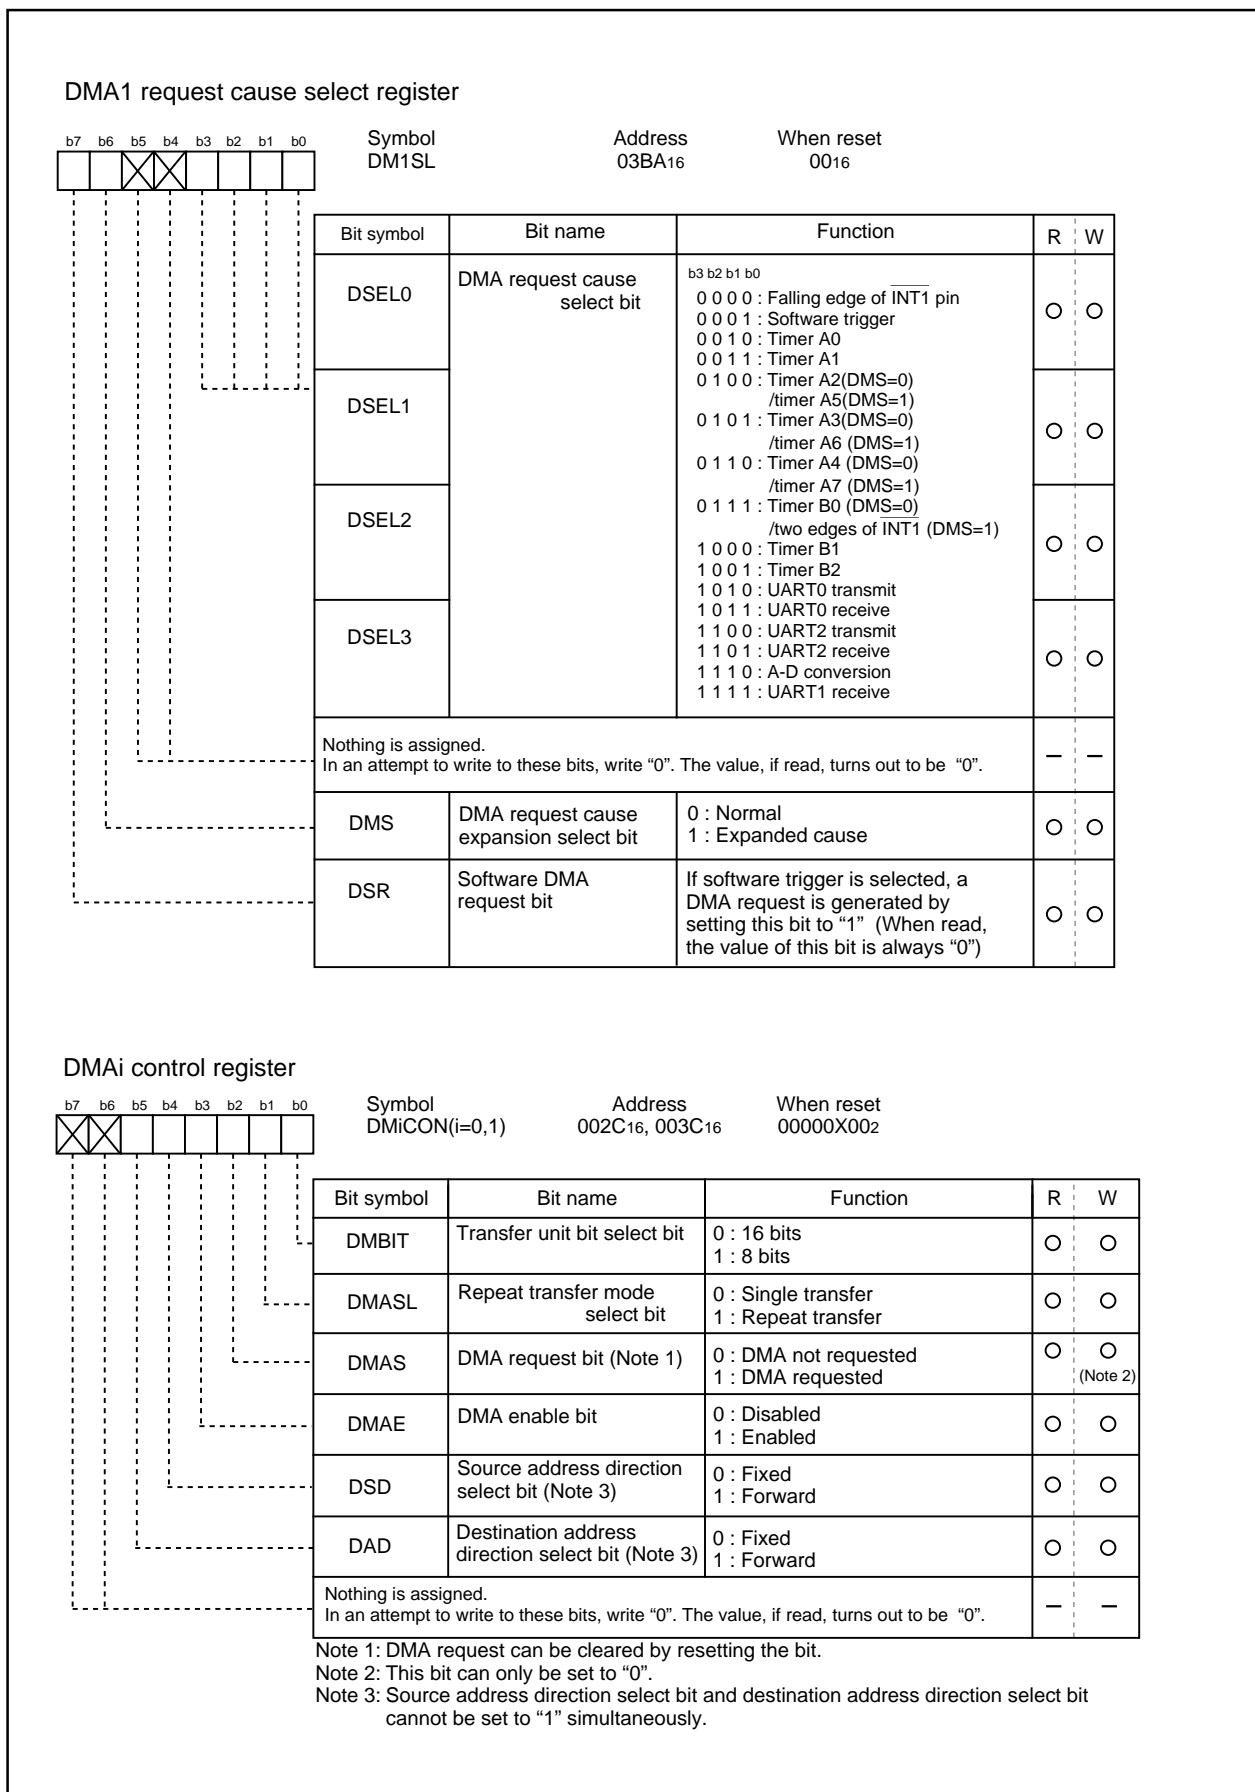 DMA1 request cause select register
b7 b6 b5 b4 b3 b2 b1 b0
Symbol Address When reset
DM1SL 03BA16 0016
Bit symbol Bit name Function R W
DSEL0 DMA request cause
select bit
b3 b2 b1 b0
0 0 0 0 : Falling edge of INT1 pin
0 0 0 1 : Software trigger
0 0 1 0 : Timer A0
0 0 1 1 : Timer A1
DSEL1
0 1 0 0 : Timer A2(DMS=0)
/timer A5(DMS=1)
0 1 0 1 : Timer A3(DMS=0)
/timer A6 (DMS=1)
0 1 1 0 : Timer A4 (DMS=0)
/timer A7 (DMS=1)
DSEL2
0 1 1 1 : Timer B0 (DMS=0)
/two edges of INT1 (DMS=1)
1 0 0 0 : Timer B1
1 0 0 1 : Timer B2
1 0 1 0 : UART0 transmit
1 0 1 1 : UART0 receive
DSEL3
1 1 0 0 : UART2 transmit
1 1 0 1 : UART2 receive
1 1 1 0 : A-D conversion
1 1 1 1 : UART1 receive
Nothing is assigned.
In an attempt to write to these bits, write “0”. The value, if read, turns out to be “0”.
DMS
DMA request cause
expansion select bit
0 : Normal
1 : Expanded cause
DSR
Software DMA
request bit
If software trigger is selected, a
DMA request is generated by
setting this bit to “1” (When read,
the value of this bit is always “0”)
DMAi control register
b7 b6 b5 b4 b3 b2 b1 b0
Symbol Address When reset
DMiCON(i=0,1) 002C16, 003C16 00000X002
Bit symbol Bit name Function R W
DMBIT
Transfer unit bit select bit
0 : 16 bits
1 : 8 bits
DMASL
Repeat transfer mode
select bit
0 : Single transfer
1 : Repeat transfer
DMAS
DMA request bit (Note 1)
0 : DMA not requested
1 : DMA requested
(Note 2)
DMAE
DMA enable bit
0 : Disabled
1 : Enabled
DSD
Source address direction
select bit (Note 3)
0 : Fixed
1 : Forward
DAD
Destination address
direction select bit (Note 3)
0 : Fixed
1 : Forward
Nothing is assigned.
In an attempt to write to these bits, write “0”. The value, if read, turns out to be “0”.
Note 1: DMA request can be cleared by resetting the bit.
Note 2: This bit can only be set to “0”.
Note 3: Source address direction select bit and destination address direction select bit
cannot be set to “1” simultaneously.